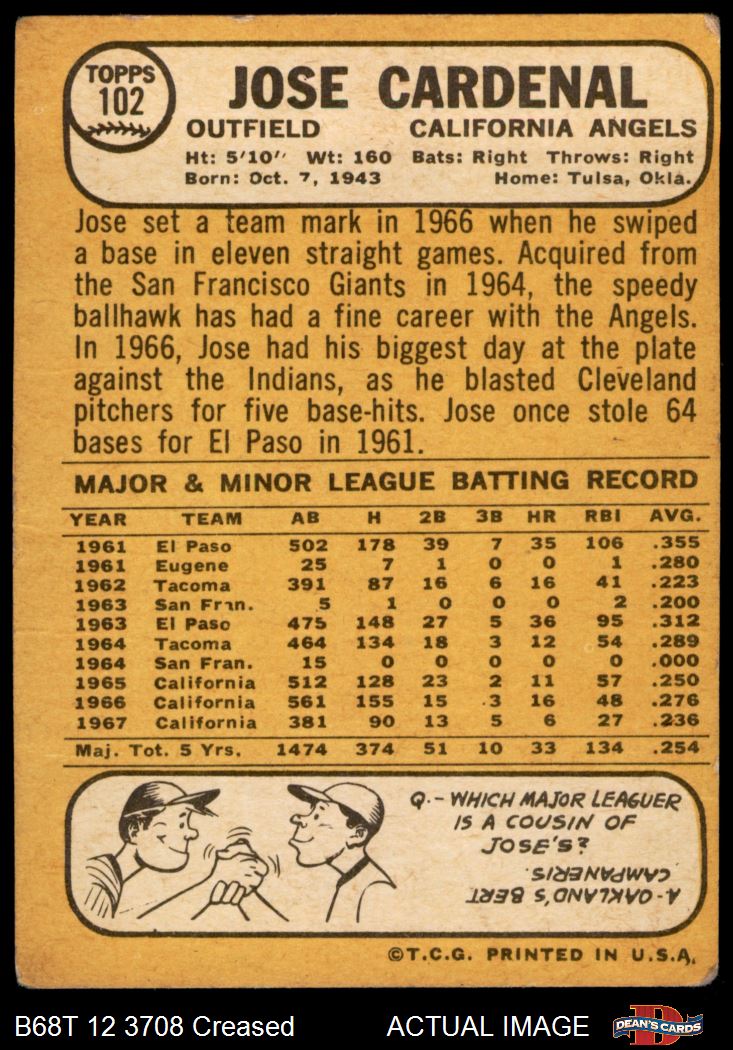 TOPPS
102
JOSE CARDENAL
OUTFIELD CALIFORNIA ANGELS
Ht: 5'10" Wt: 160 Bats: Right Throws: Right
Born: Oct. 7, 1943 Home: Tulsa, Okla.
Jose set a team mark in 1966 when he swiped
a base in eleven straight games. Acquired from
the San Francisco Giants in 1964, the speedy
ballhawk has had a fine career with the Angels.
In 1966, Jose had his biggest day at the plate
against the Indians, as he blasted Cleveland
pitchers for five base-hits. Jose once stole 64
bases for El Paso in 1961.
MAJOR & MINOR LEAGUE BATTING RECORD
YEAR TEAM AB H 2B 3B HR RBI AVG.
1961 El Paso 502 178 39 7 35 106 .355
1961 Eugene 25 7 1 0 0 1 .280
1962 Tacoma 391 87 16 6 16 41 .223
1963 San Fran. 5 1 0 0 0 2 .200
1963 El Paso 475 148 27 5 36 95 .312
1964 Tacoma 464 134 18 3 12 54 .289
1964 San Fran. 15 0 0 0 0 0 .000
1965 California 512 128 23 2 11 57 .250
1966 California 561 155 15 3 16 48 .276
1967 California 381 90 13 5 6 27 .236
Maj. Tot. 5 Yrs. 1474 374 51 10 33 134 .254
Q.- WHICH MAJOR LEAGUER
IS A COUSIN OF
JOSE'S?
A-OAKLAND'S BERT
CAMPANERIS.
©T.C.G. PRINTED IN U.S.A.
B68T 12 3708 Creased ACTUAL IMAGE
D
DEAN'S CARDS